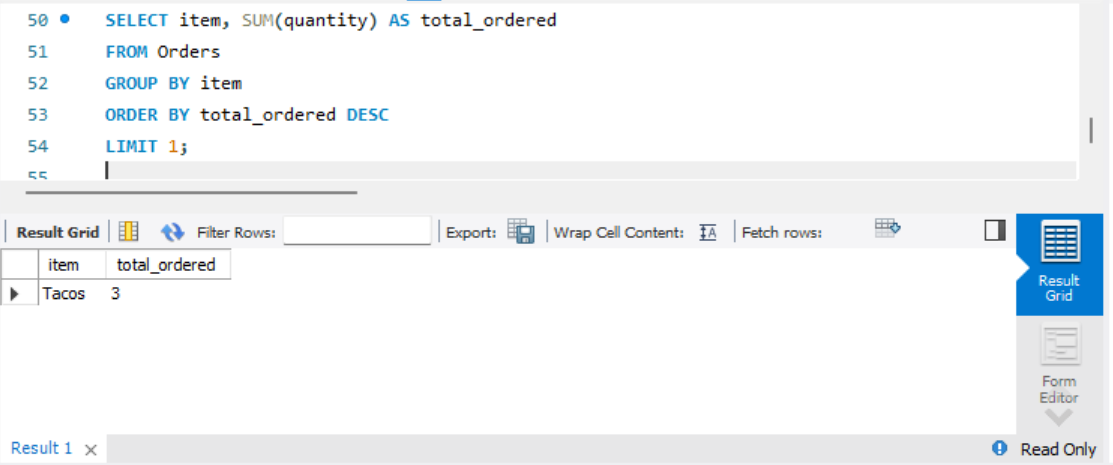 50 SELECT item, SUM(quantity) AS total_ordered
51 FROM Orders
52 GROUP BY item
53 ORDER BY total_ordered DESC
54 LIMIT 1;
55
Result Grid Filter Rows: Export: Wrap Cell Content: Fetch rows:
item total_ordered
Tacos 3
Result
Grid
Form
Editor
Result 1 Read Only